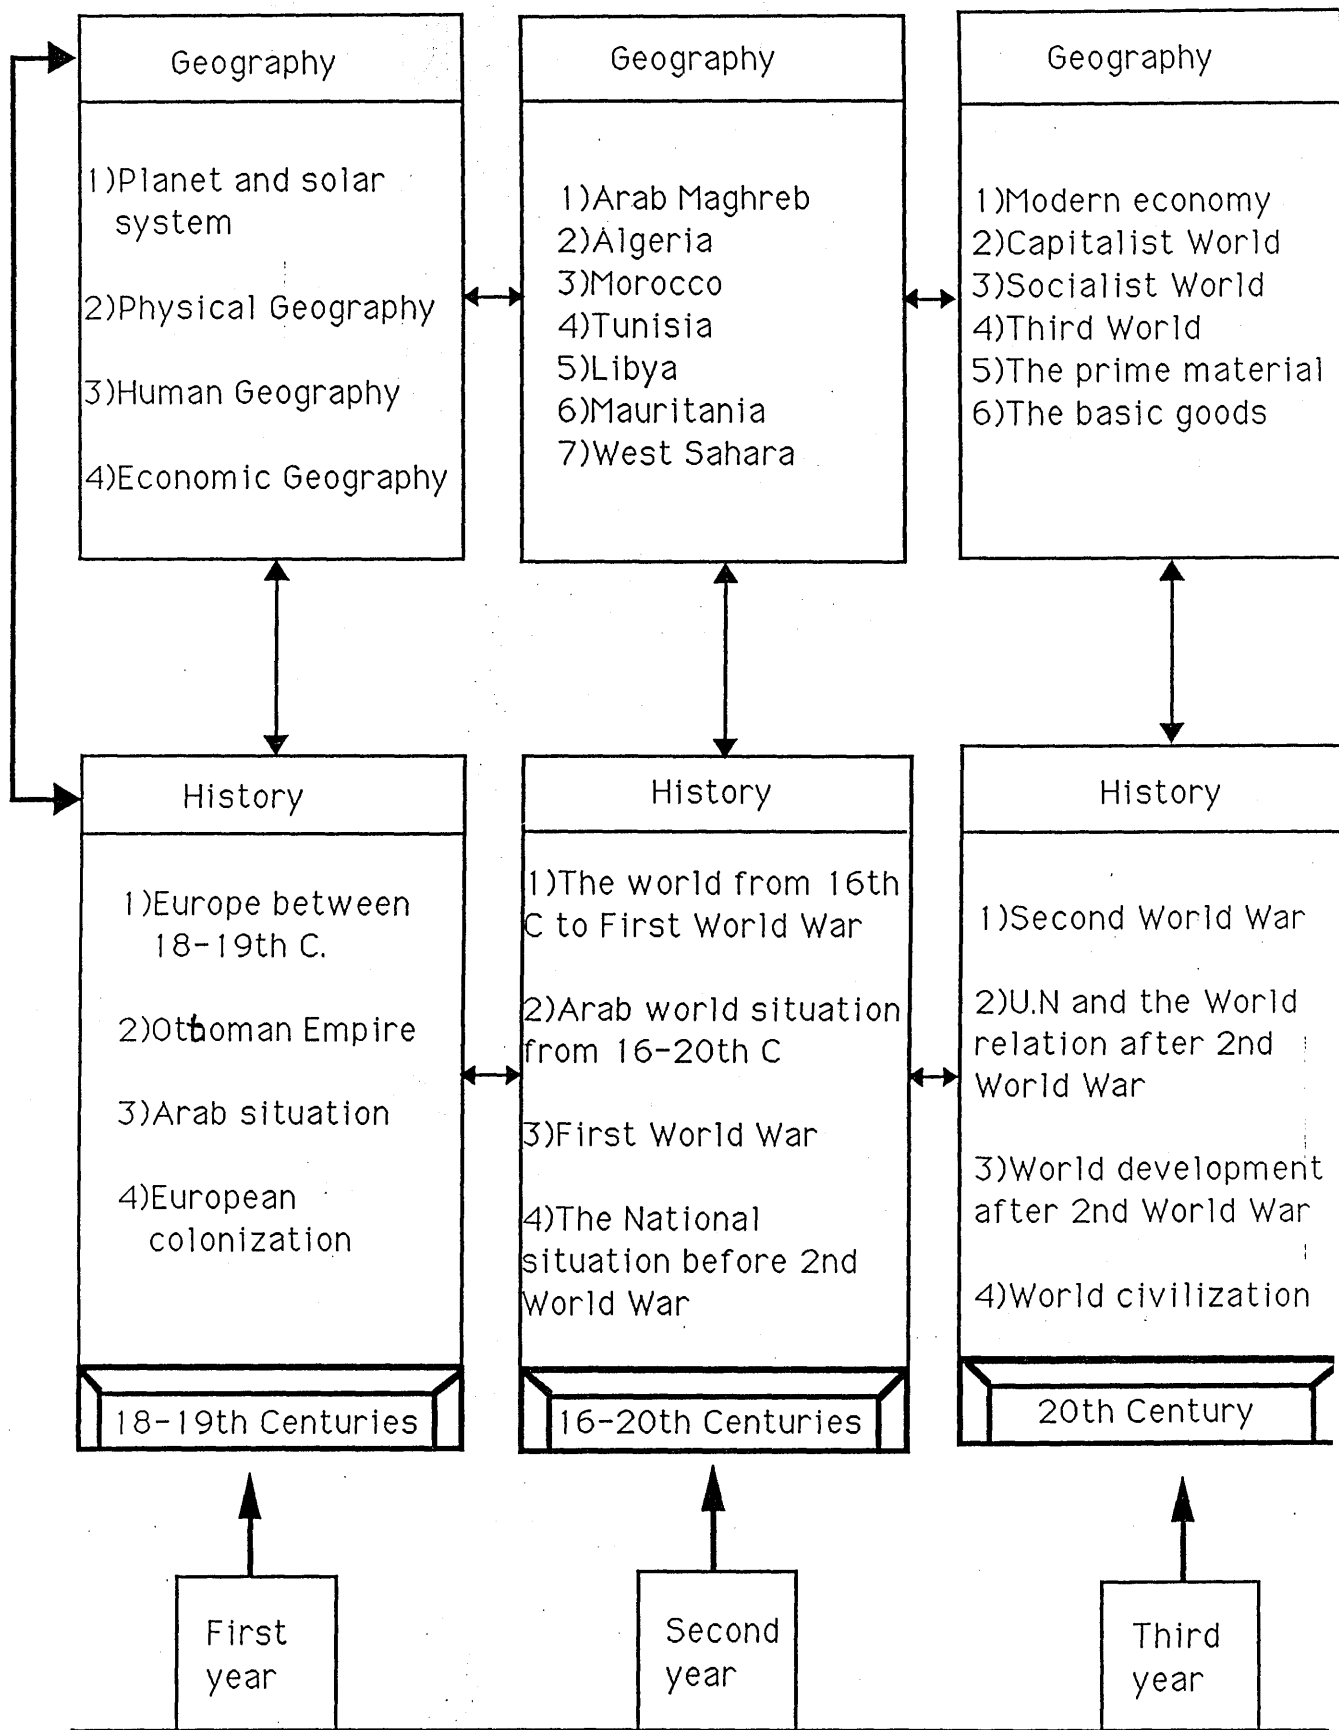 Geography
1)Planet and solar
system
2)Physical Geography
3)Human Geography
4)Economic Geography
Geography
1)Arab Maghreb
2)Algeria
3)Morocco
4)Tunisia
5)Libya
6)Mauritania
7)West Sahara
Geography
1)Modern economy
2)Capitalist World
3)Socialist World
4)Third World
5)The prime material
6)The basic goods
History
1)Europe between
18-19th C.
2)Ottoman Empire
3)Arab situation
4)European
colonization
18-19th Centuries
History
1)The world from 16th
C to First World War
2)Arab world situation
from 16-20th C
3)First World War
4)The National
situation before 2nd
World War
16-20th Centuries
History
1)Second World War
2)U.N and the World
relation after 2nd
World War
3)World development
after 2nd World War
4)World civilization
20th Century
First
year
Second
year
Third
year